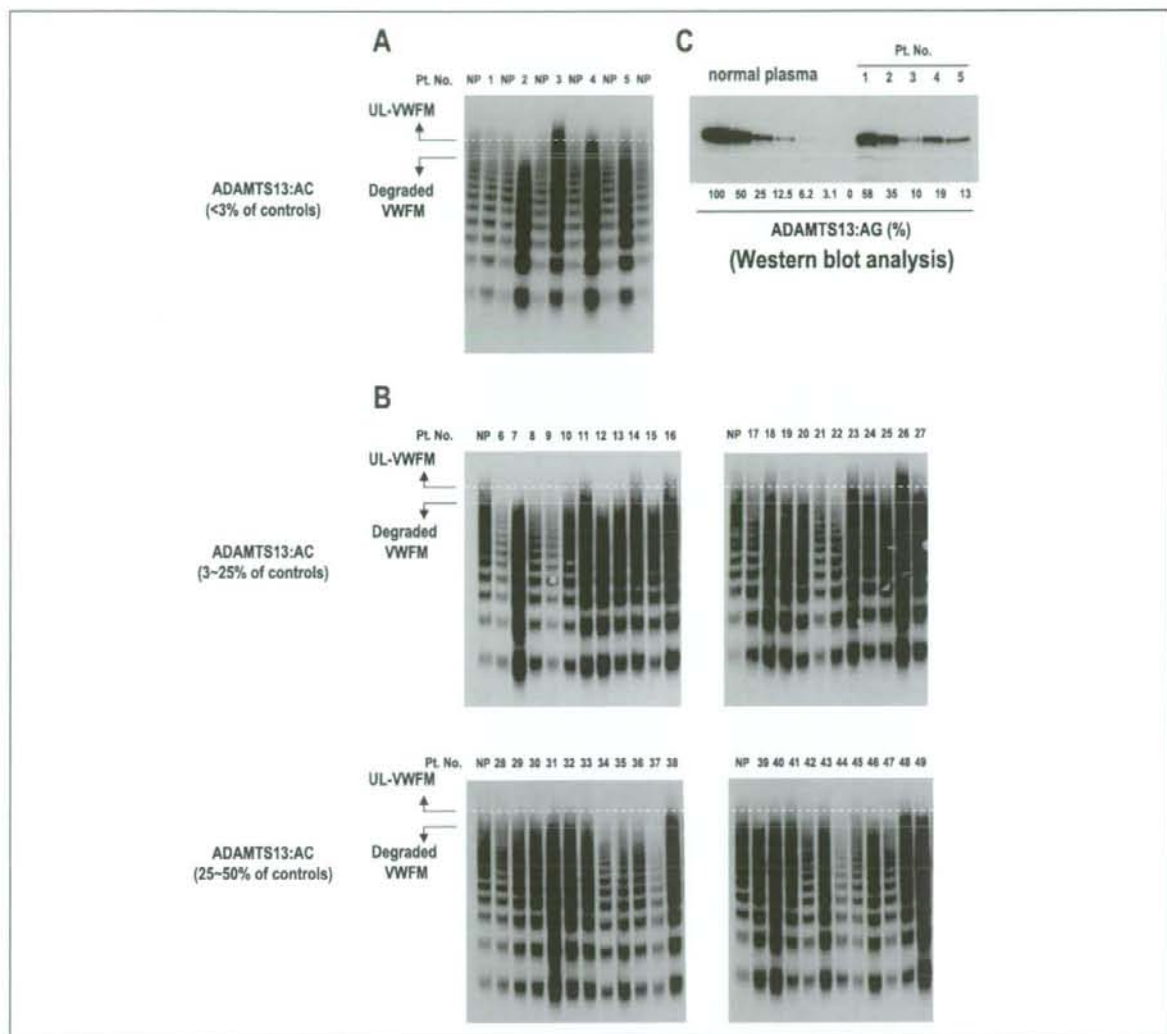 A
Pt. No. NP 1 NP 2 NP 3 NP 4 NP 5 NP
UL-VWFM
ADAMTS13:AC
(<3% of controls)
Degraded
VWFM
C
Pt. No.
normal plasma 1 2 3 4 5
100 50 25 12.5 6.2 3.1 0 58 35 10 19 13
ADAMTS13:AG (%)
(Western blot analysis)
B
Pt. No. NP 6 7 8 9 10 11 12 13 14 15 16
NP 17 18 19 20 21 22 23 24 25 26 27
UL-VWFM
Degraded
VWFM
ADAMTS13:AC
(3~25% of controls)
Pt. No. NP 28 29 30 31 32 33 34 35 36 37 38
NP 39 40 41 42 43 44 45 46 47 48 49
UL-VWFM
Degraded
VWFM
ADAMTS13:AC
(25~50% of controls)